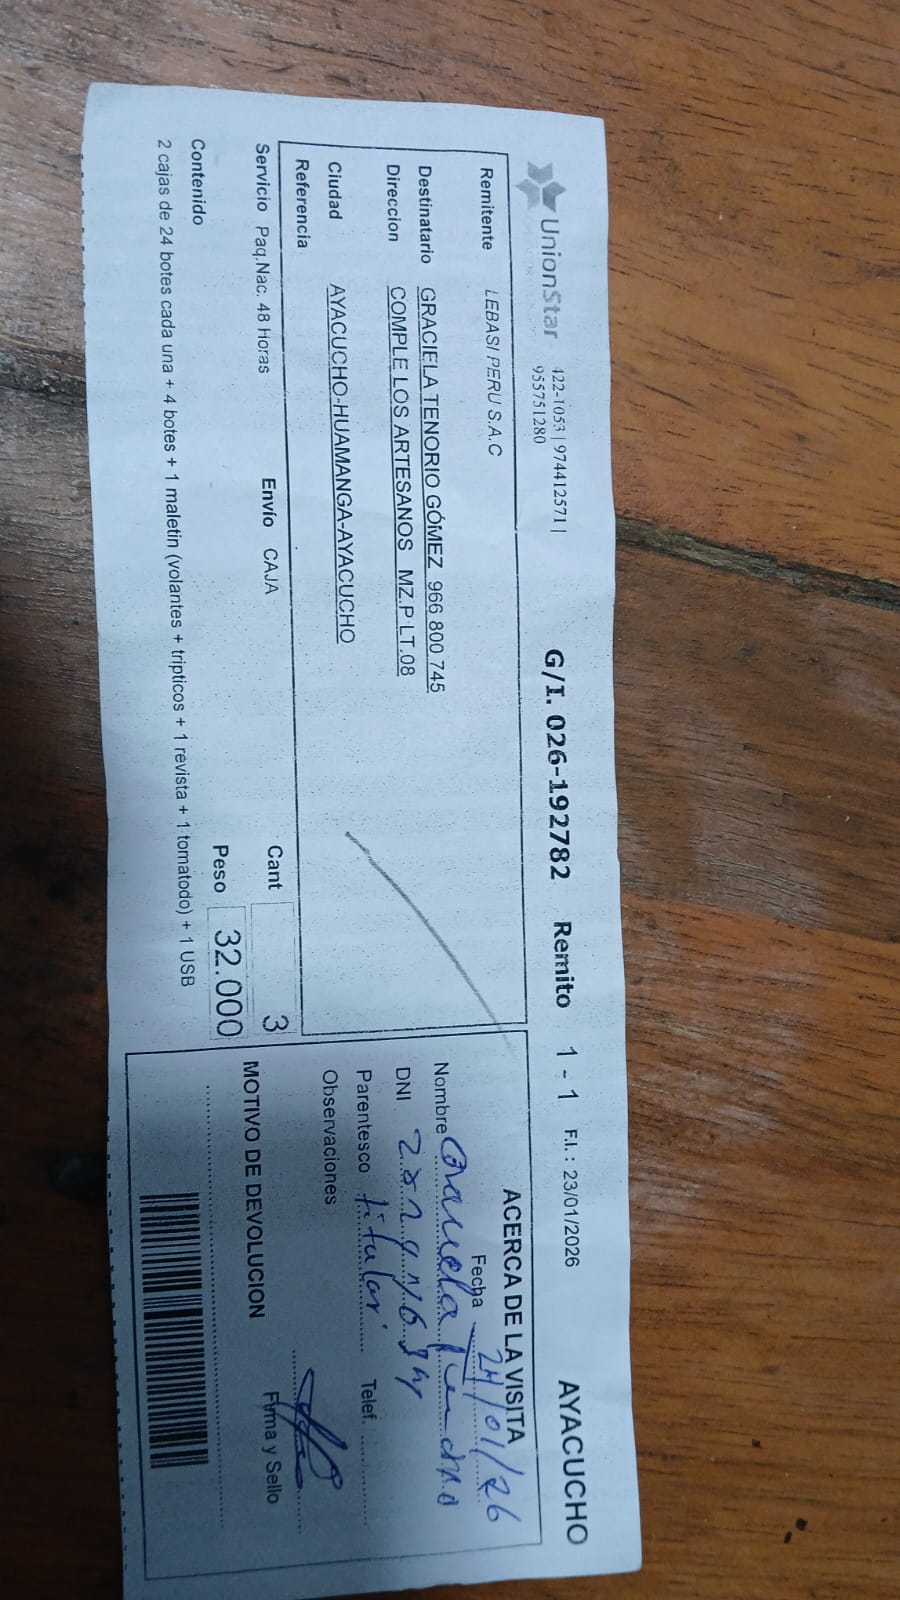 UnionStar
422-1053 | 974412571 |
955751280
G/I. 026-192782 Remito 1 - 1 F.I. : 23/01/2026 AYACUCHO
Remitente LEBASI PERU S.A.C
Destinatario GRACIELA TENORIO GÓMEZ 966 800 745
Direccion COMPLE LOS ARTESANOS MZ.P LT.08
Ciudad AYACUCHO-HUAMANGA-AYACUCHO
Referencia
Servicio Paq.Nac. 48 Horas Envío CAJA Cant 3
Peso 32.000
Contenido
2 cajas de 24 botes cada una + 4 botes + 1 maletin (volantes + tripticos + 1 revista + 1 tomatodo) + 1 USB
ACERCA DE LA VISITA
Fecha 24/01/26
Nombre
DNI
Parentesco titular Telef.
Observaciones
MOTIVO DE DEVOLUCION
Firma y Sello